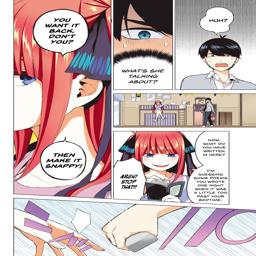 YOU
WANT IT
BACK,
DON'T
YOU?
THEN
MAKE IT
SNAPPY!
WHAT'S
SHE
TALKING
ABOUT?
HUH?
NOW,
WHAT DO
YOU HAVE
WRITTEN
IN HERE?
I'M
GUESSING
SOME POEMS
YOU WROTE
ONE NIGHT
WHEN IT WAS
A LITTLE TOO
PAST YOUR
BEDTIME.
ARGH!
STOP
THAT!!